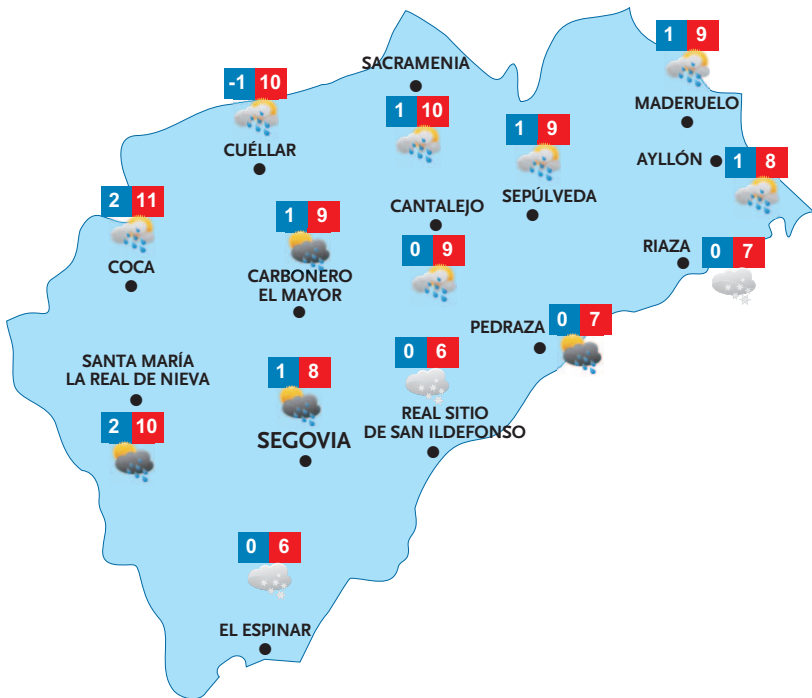 1 9
MADERUELO
SACRAMENIA
1 10
-1 10
CUÉLLAR
1 9
SEPÚLVEDA
AYLLÓN
1 8
2 11
COCA
1 9
CARBONERO
EL MAYOR
CANTALEJO
0 9
RIAZA
0 7
PEDRAZA
0 7
SANTA MARÍA
LA REAL DE NIEVA
2 10
1 8
SEGOVIA
0 6
REAL SITIO
DE SAN ILDEFONSO
0 6
EL ESPINAR